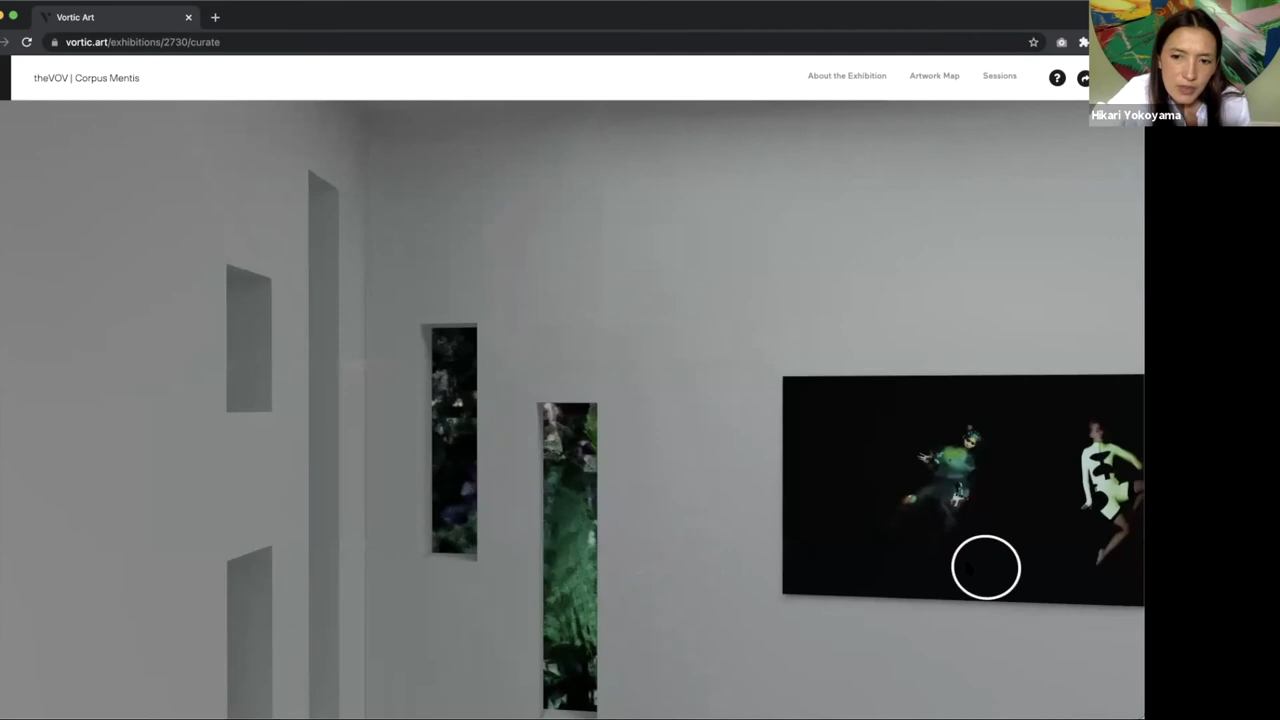 Vortic Art
vortic.art/exhibitions/2730/curate
theVOV | Corpus Mentis
About the Exhibition
Artwork Map
Sessions
?
Hikari Yokoyama